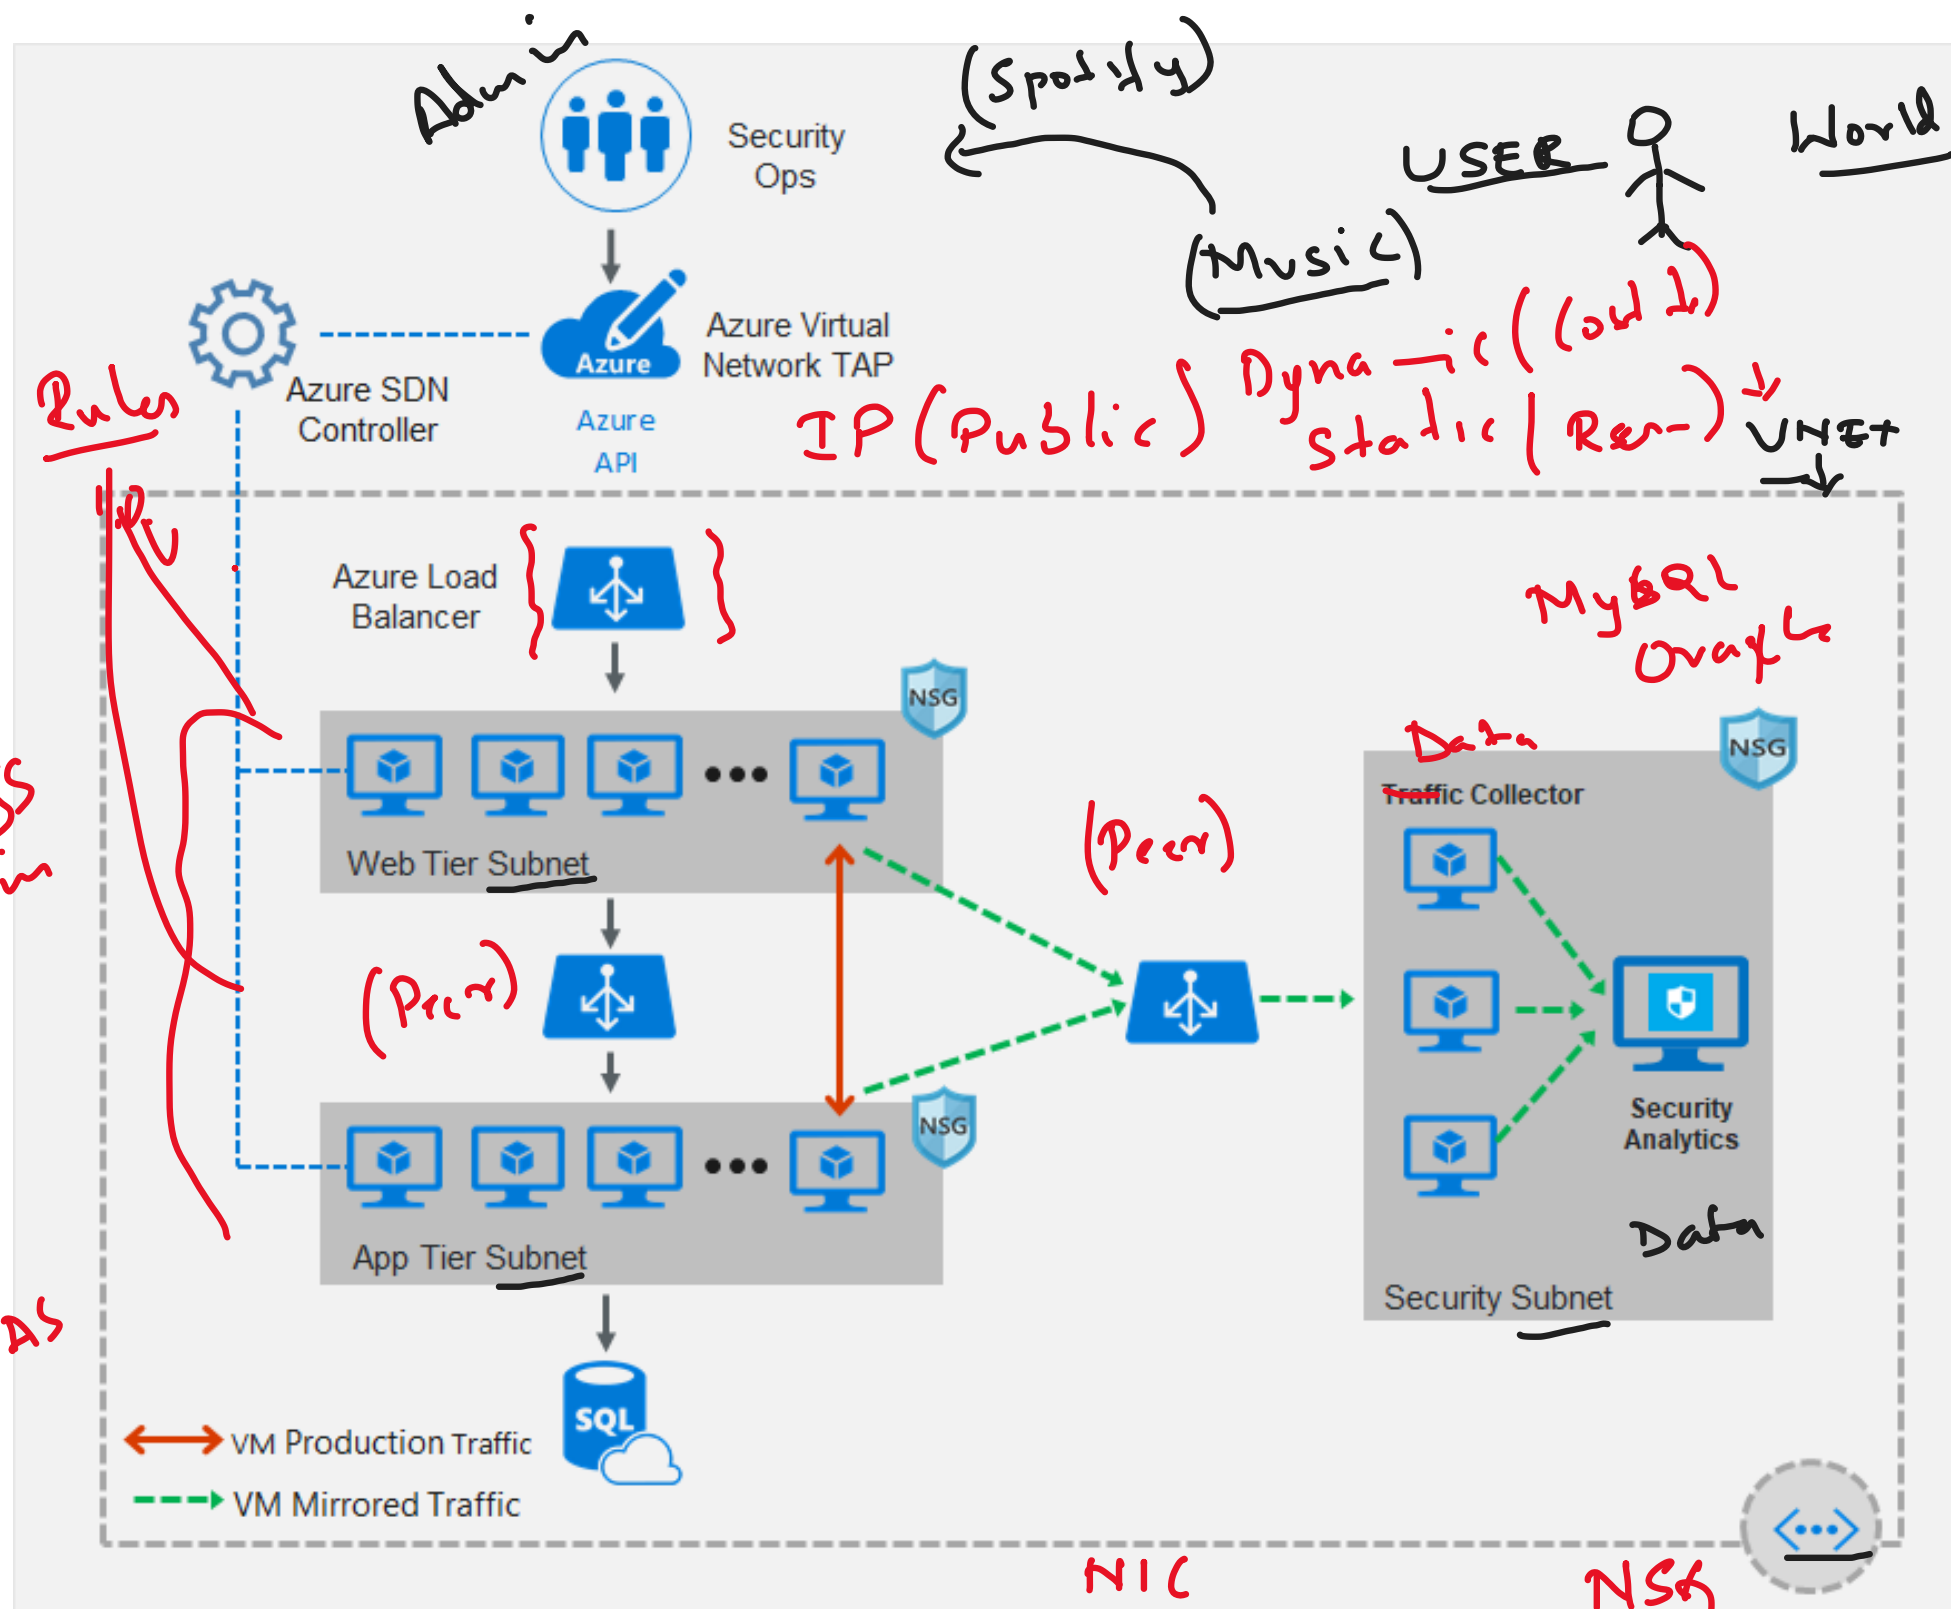 Admin
(Spotify)
USER
World
Security
Ops
(Music)
Azure
Azure Virtual
Network TAP
Azure SDN
Controller
Azure
API
Rules
IP (Public)
Dynamic (
Static (
VNET
Azure Load
Balancer
MySQL
Oracle
NSG
NSG
Data
Traffic Collector
Web Tier Subnet
(Peer)
(Peer)
Security
Analytics
NSG
Data
App Tier Subnet
Security Subnet
AS
SQL
VM Production Traffic
VM Mirrored Traffic
NIC
NSG